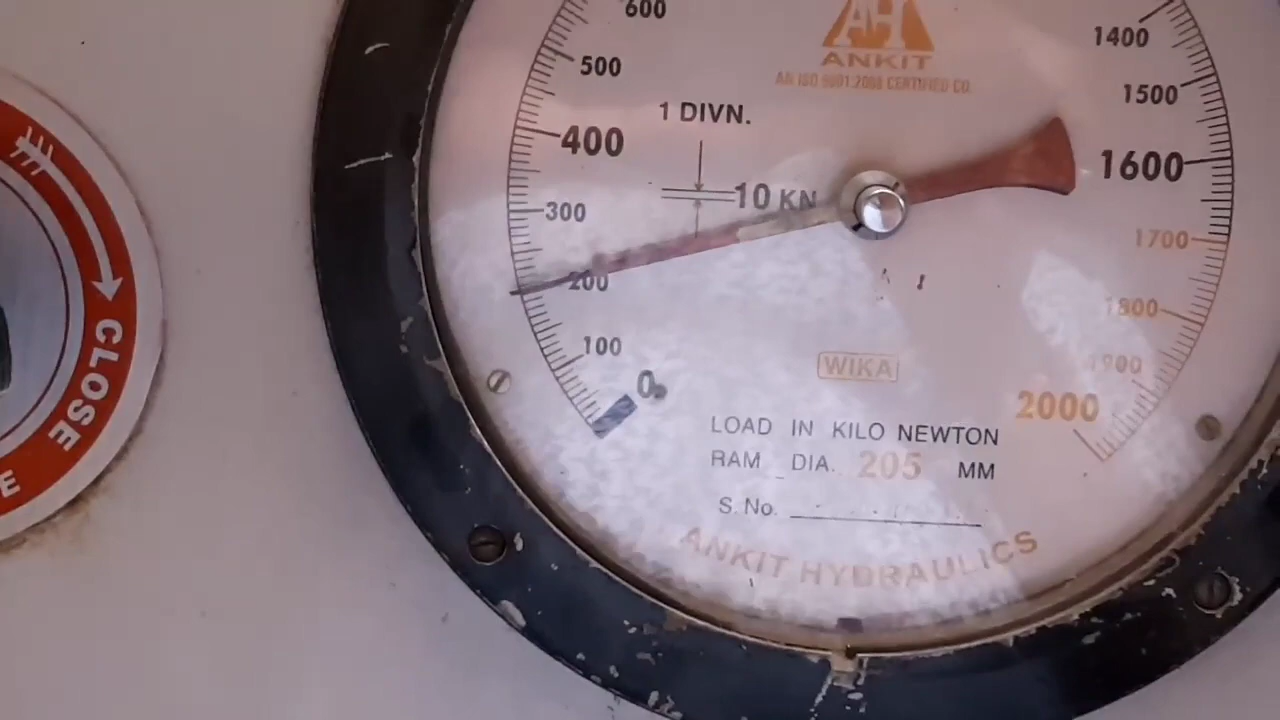 600
500
400
300
200
100
0
1400
1500
1600
1700
1800
1900
2000
AH
ANKIT
AN ISO 9001:2008 CERTIFIED CO.
1 DIVN.
10 KN
WIKA
LOAD IN KILO NEWTON
RAM DIA. 205 MM
S. No.
ANKIT HYDRAULICS
CLOSE
E